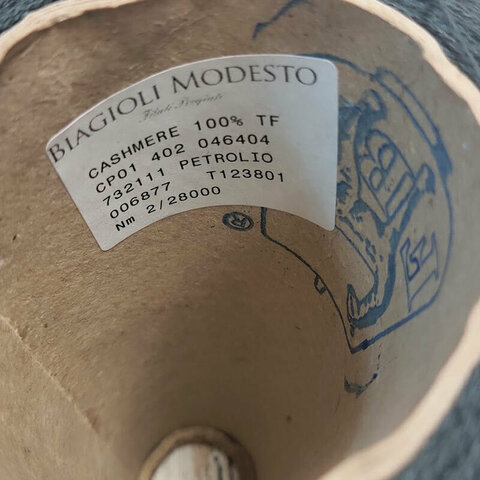 BIAGIOLI MODESTO
CASHMERE 100% TF
CP01 402 046404
732111 PETROLIO
006877 T123801
Nm 2/28000
®